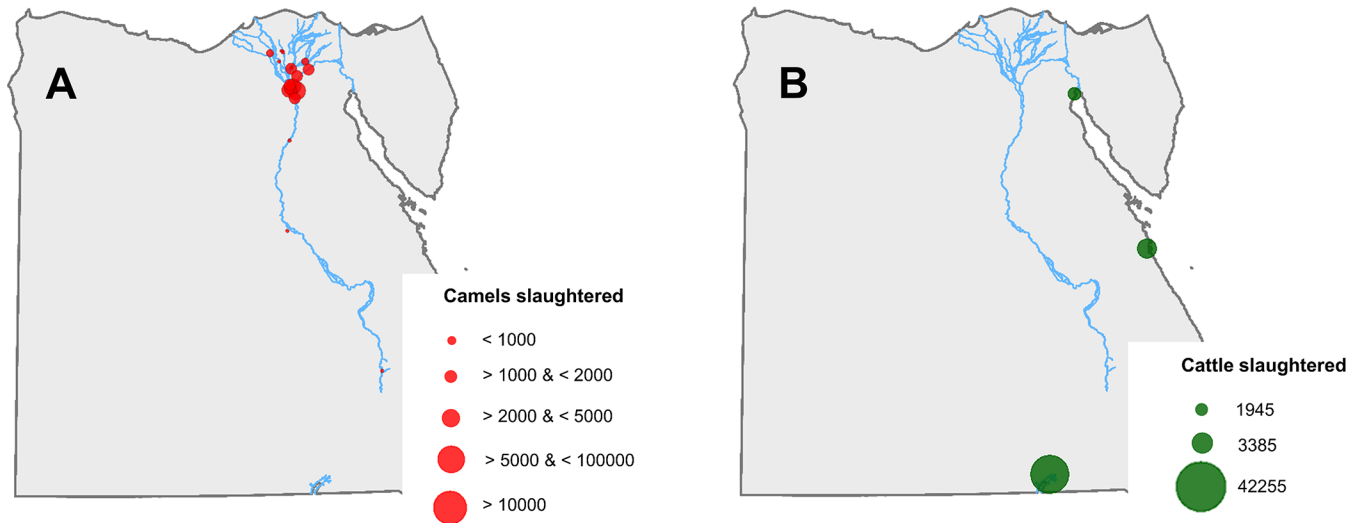 A
Camels slaughtered
< 1000
> 1000 & < 2000
> 2000 & < 5000
> 5000 & < 100000
> 10000
B
Cattle slaughtered
1945
3385
42255